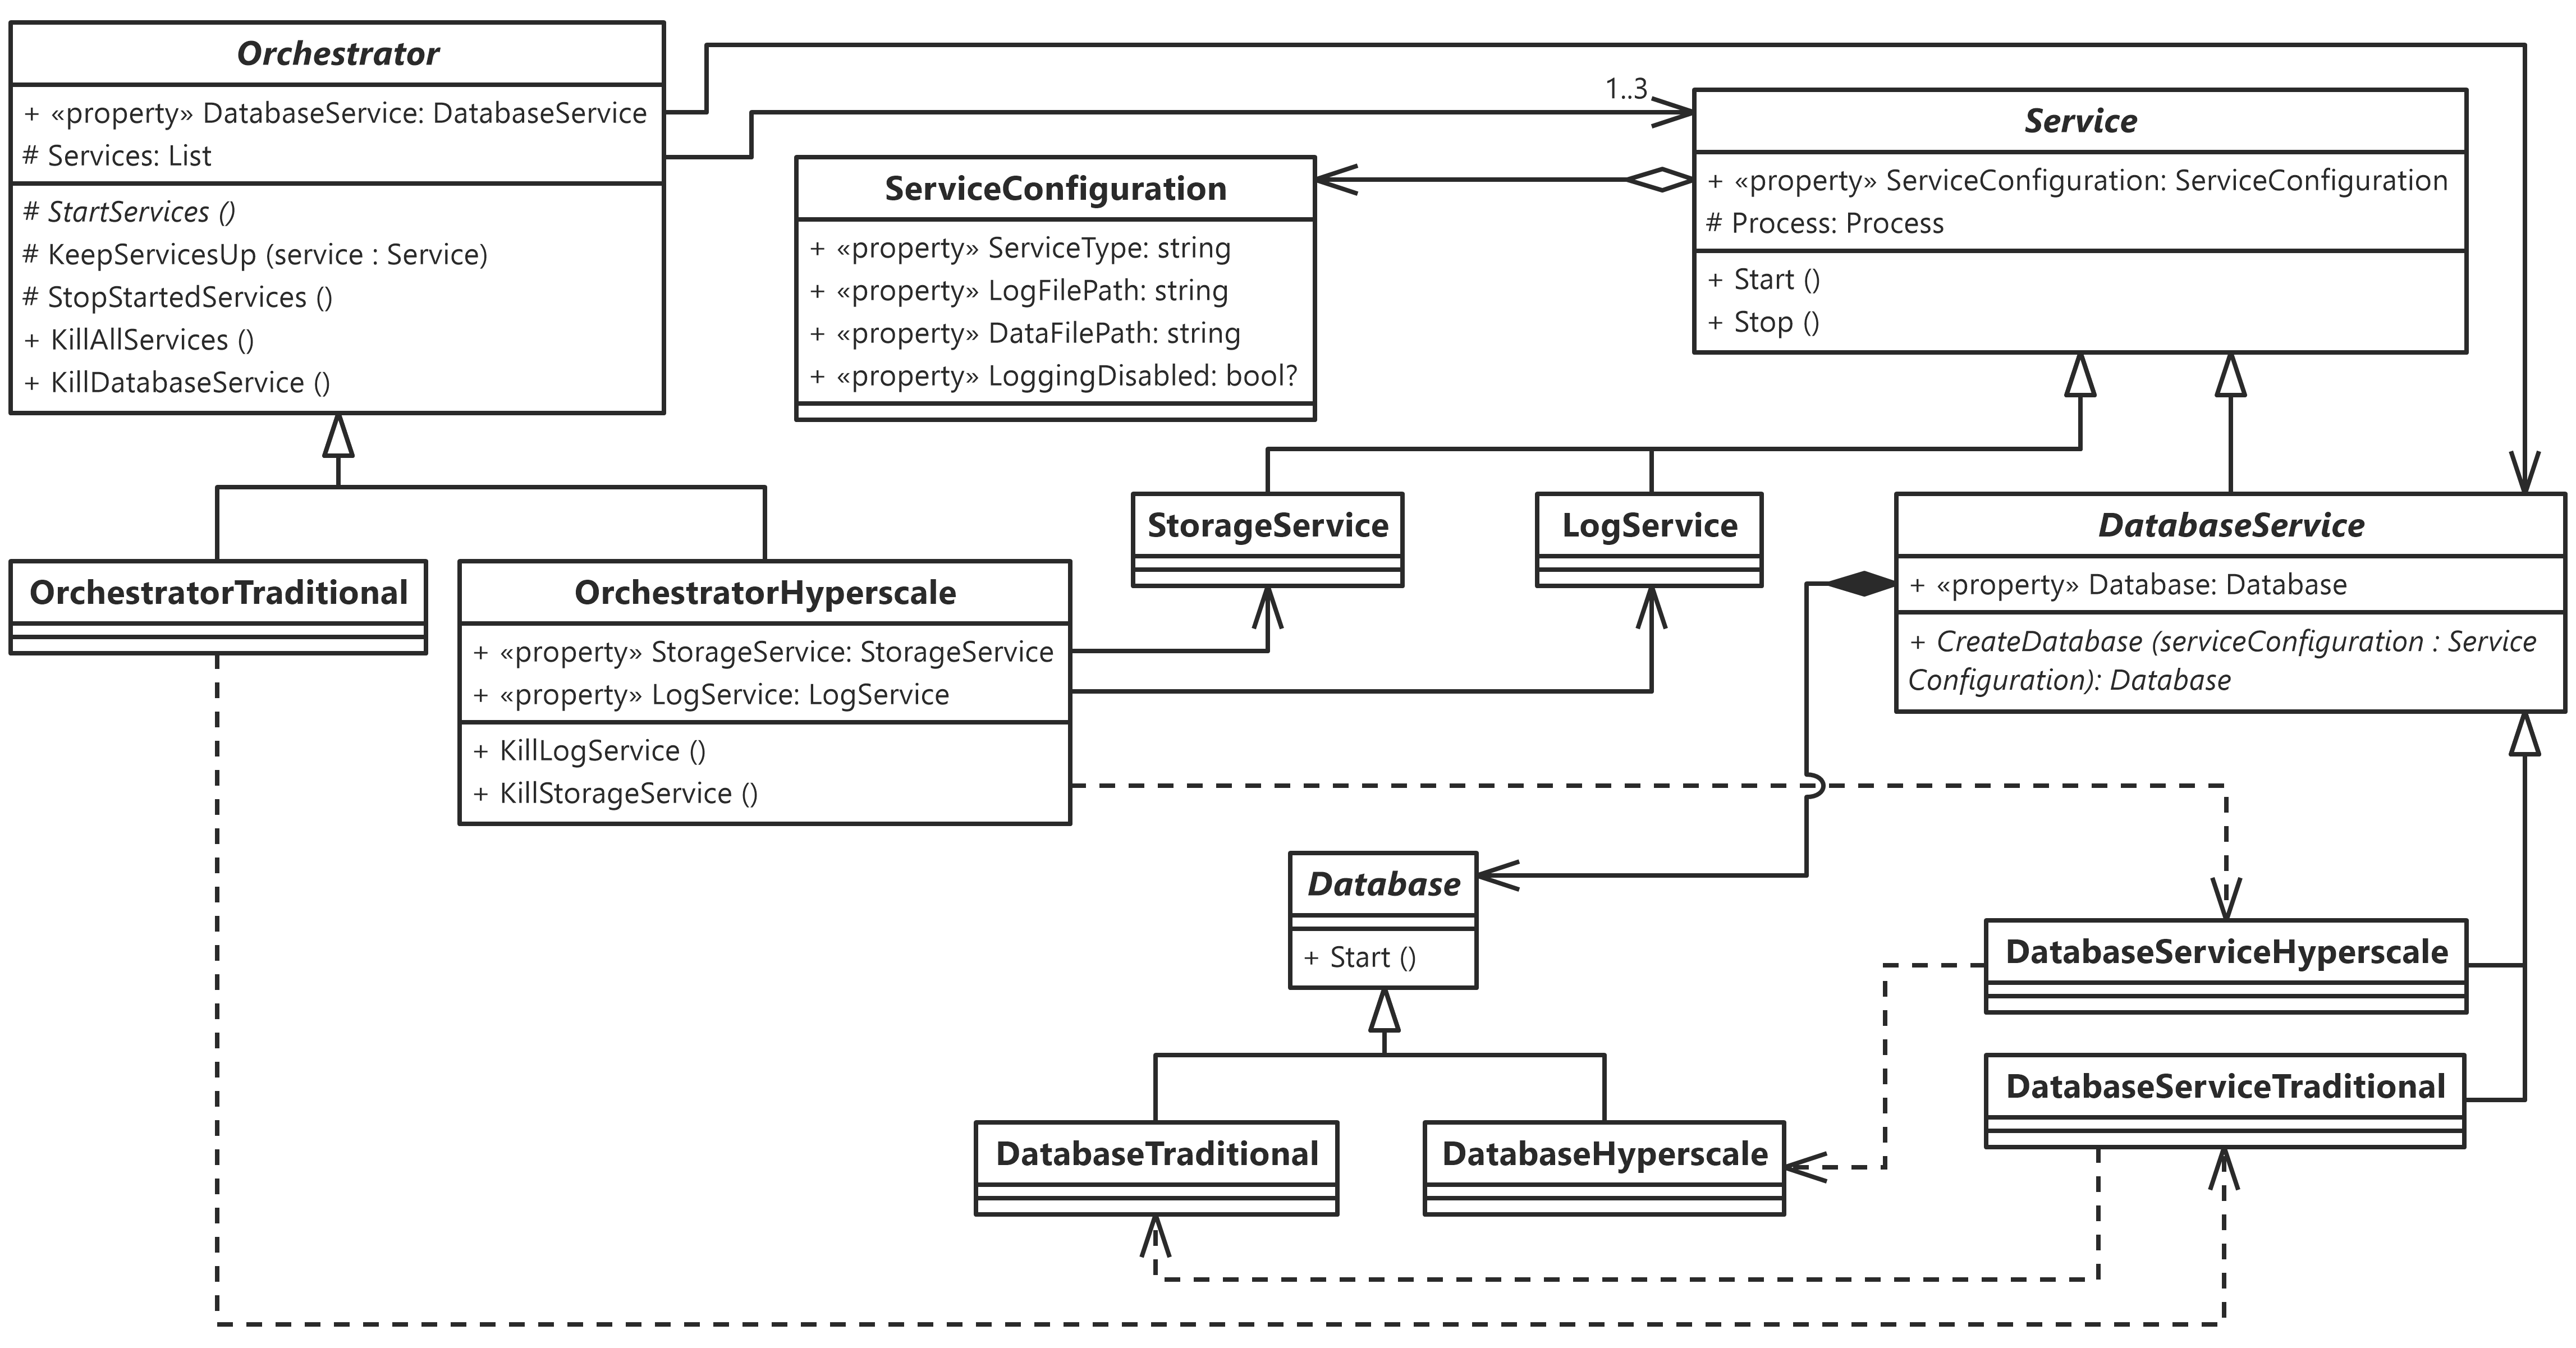 Orchestrator
+ «property» DatabaseService: DatabaseService
# Services: List
# StartServices ()
# KeepServicesUp (service : Service)
# StopStartedServices ()
+ KillAllServices ()
+ KillDatabaseService ()
1..3
Service
+ «property» ServiceConfiguration: ServiceConfiguration
# Process: Process
+ Start ()
+ Stop ()
ServiceConfiguration
+ «property» ServiceType: string
+ «property» LogFilePath: string
+ «property» DataFilePath: string
+ «property» LoggingDisabled: bool?
StorageService
LogService
DatabaseService
+ «property» Database: Database
+ CreateDatabase (serviceConfiguration : Service
Configuration): Database
OrchestratorTraditional
OrchestratorHyperscale
+ «property» StorageService: StorageService
+ «property» LogService: LogService
+ KillLogService ()
+ KillStorageService ()
Database
+ Start ()
DatabaseServiceHyperscale
DatabaseServiceTraditional
DatabaseTraditional
DatabaseHyperscale